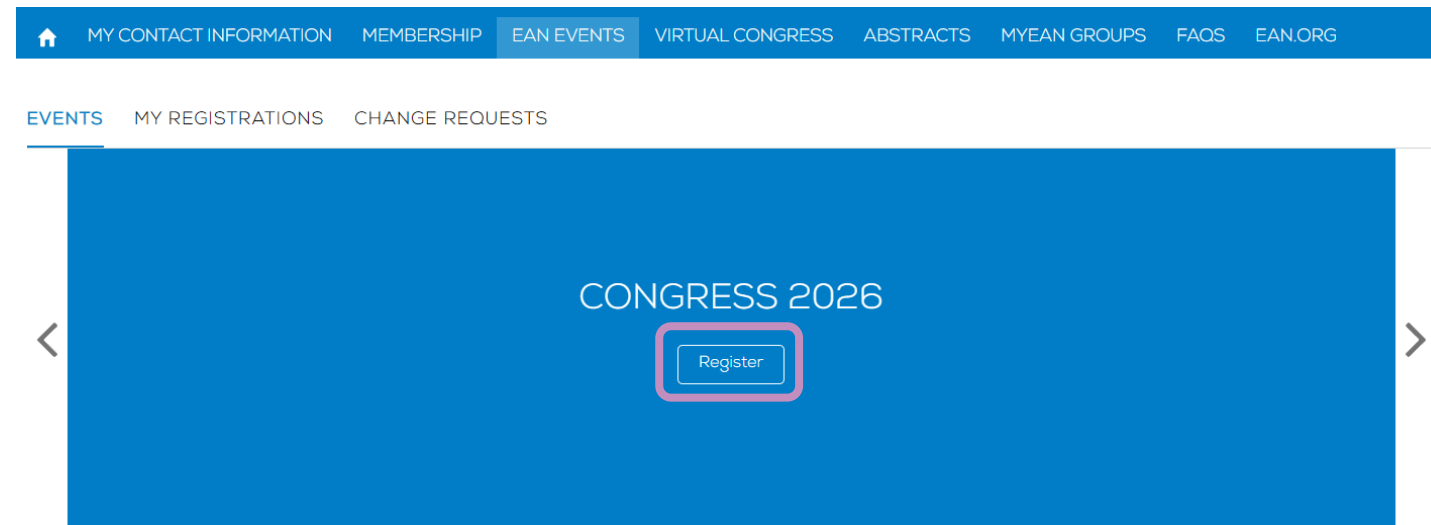 MY CONTACT INFORMATION MEMBERSHIP EAN EVENTS VIRTUAL CONGRESS ABSTRACTS MYEAN GROUPS FAQS EAN.ORG
EVENTS MY REGISTRATIONS CHANGE REQUESTS
CONGRESS 2026
Register